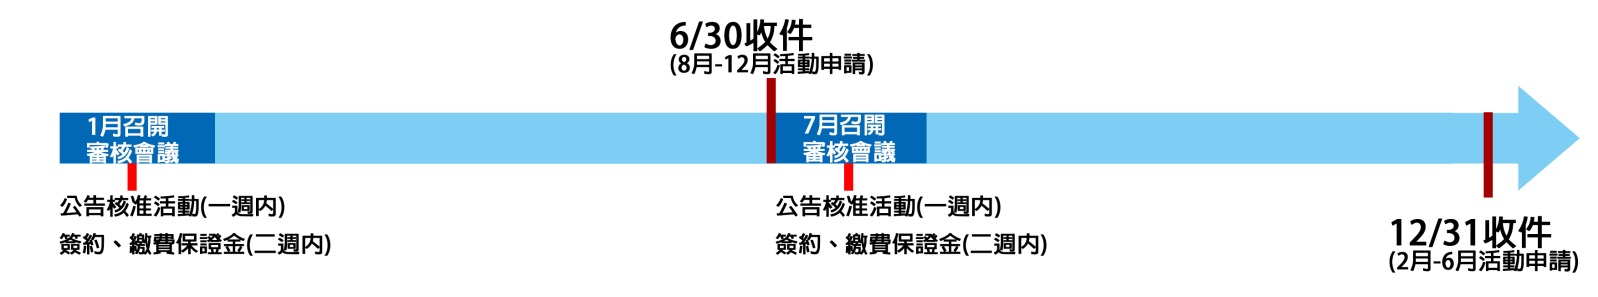 6/30收件
(8月-12月活動申請)
1月召開
審核會議
7月召開
審核會議
公告核准活動(一週内)
簽約、繳費保證金(二週内)
公告核准活動(一週内)
簽約、繳費保證金(二週内)
12/31收件
(2月-6月活動申請)